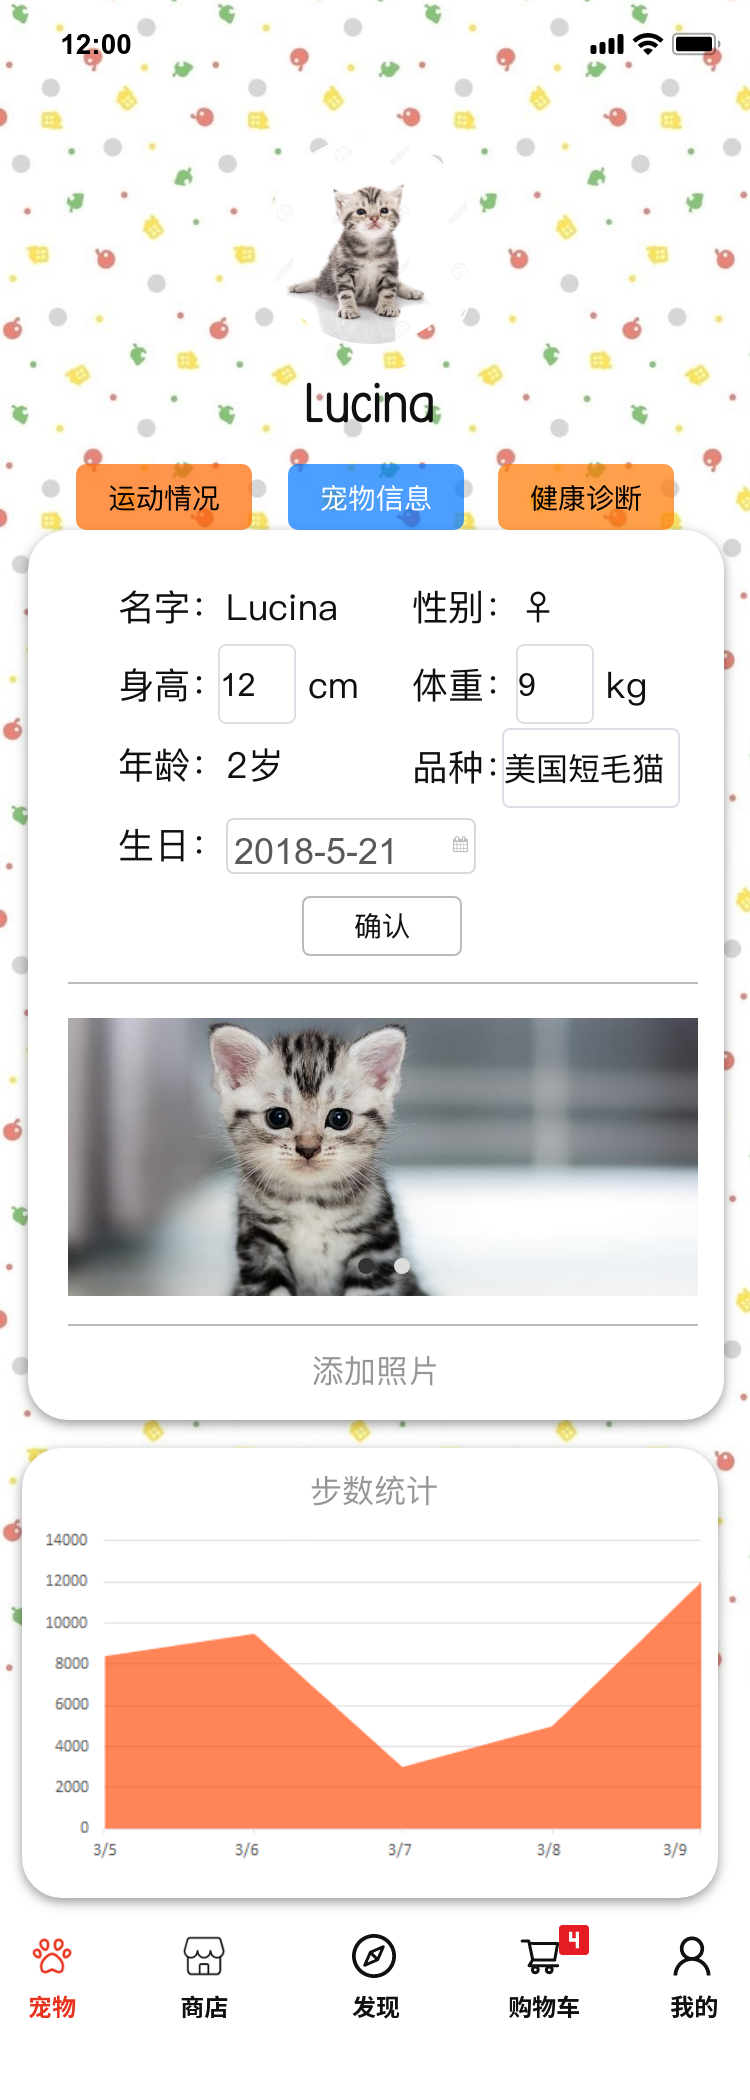 12:00
Lucina
运动情况 宠物信息 健康诊断
名字：Lucina 性别：♀
身高：12 cm 体重：9 kg
年龄：2岁 品种：美国短毛猫
生日：2018-5-21
确认
添加照片
步数统计
14000
12000
10000
8000
6000
4000
2000
0
3/5 3/6 3/7 3/8 3/9
4
宠物 商店 发现 购物车 我的